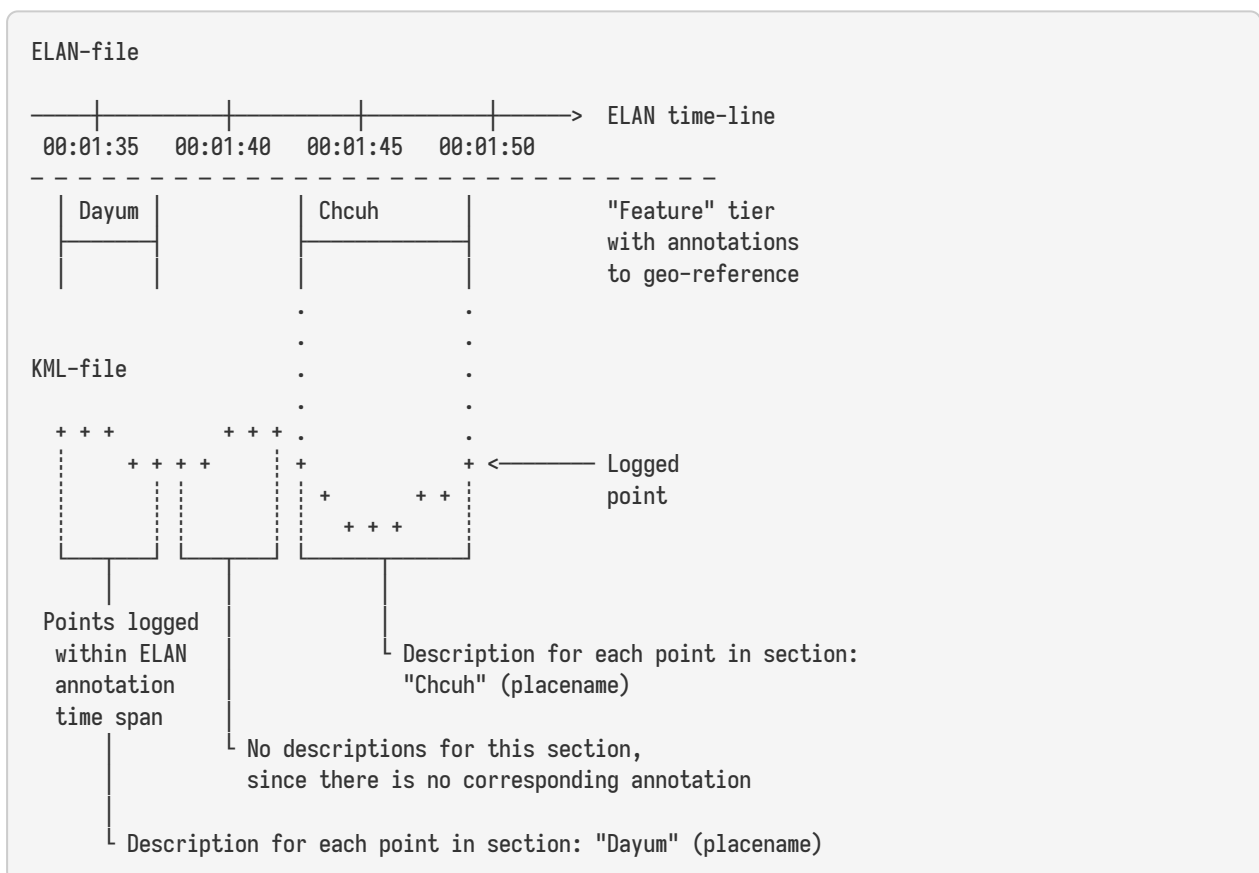 ELAN-file
ELAN time-line
00:01:35 00:01:40 00:01:45 00:01:50
Dayum Chcuh "Feature" tier
with annotations
to geo-reference
KML-file
+ + + + + +
+ + + + + + <——— Logged
+ + + point
+ + +
Points logged
within ELAN
annotation
time span
Description for each point in section:
"Chcuh" (placename)
No descriptions for this section,
since there is no corresponding annotation
Description for each point in section: "Dayum" (placename)